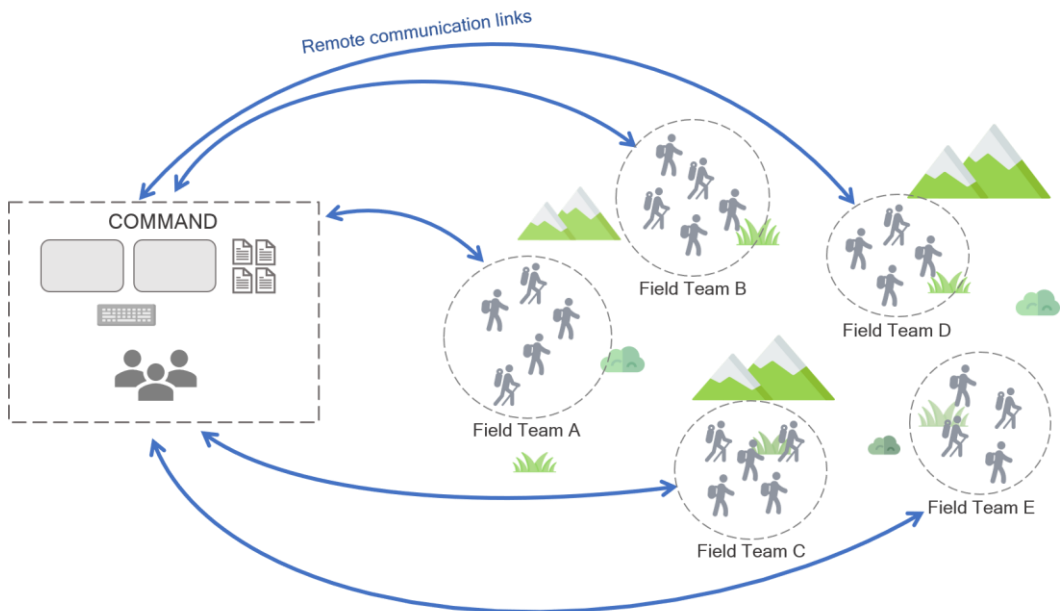 Remote communication links
COMMAND
Field Team B
Field Team D
Field Team A
Field Team E
Field Team C